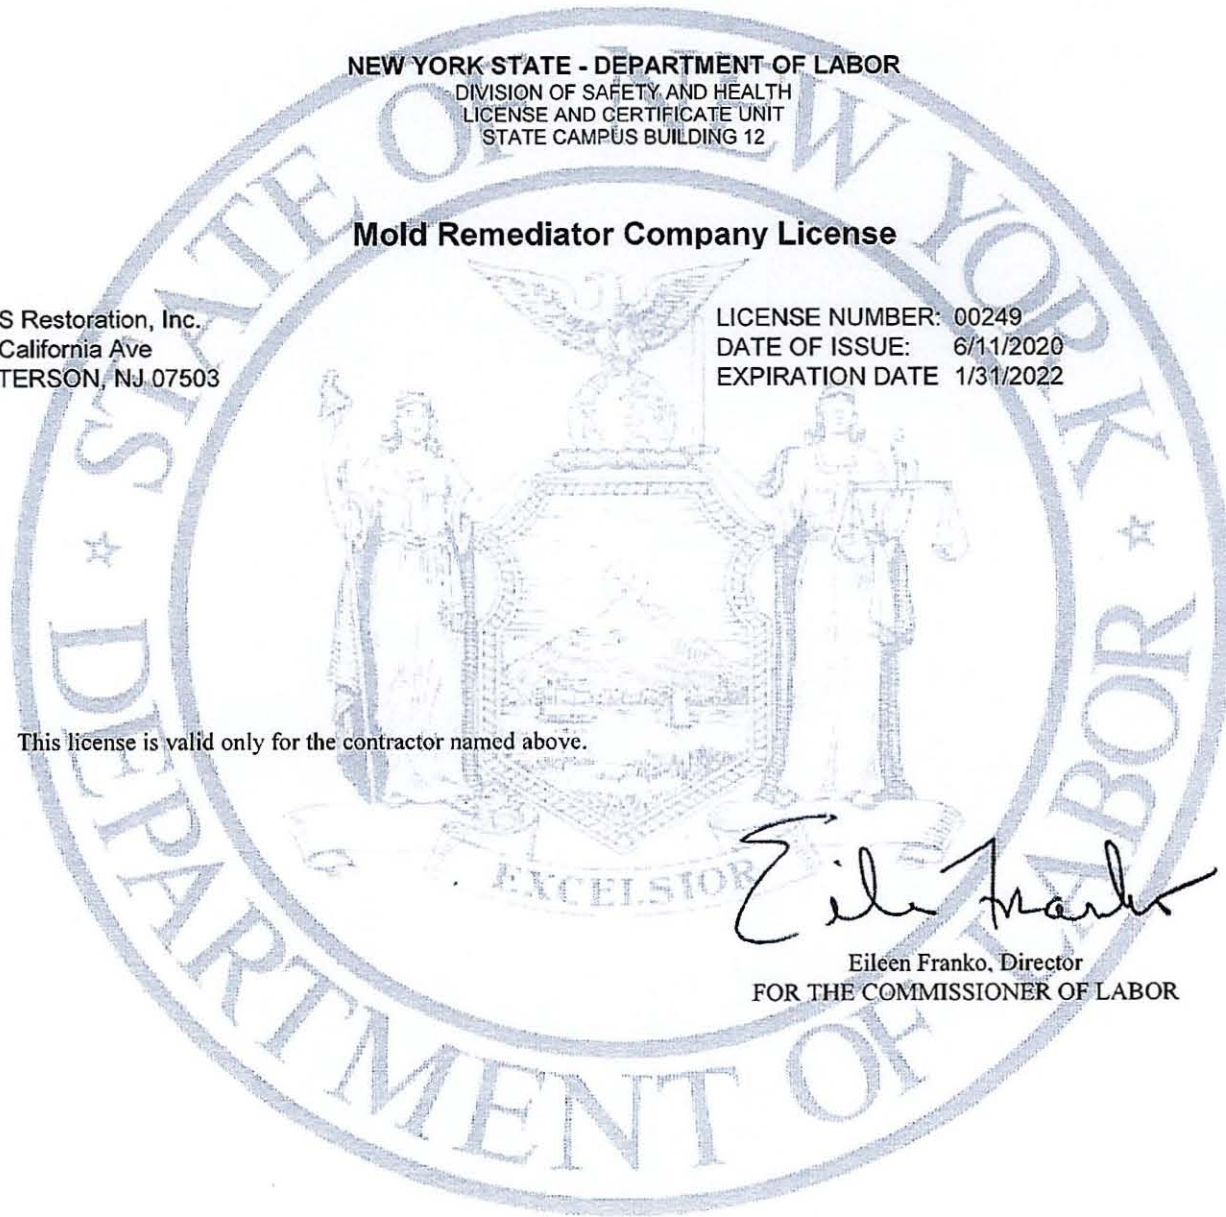 NEW YORK STATE - DEPARTMENT OF LABOR
DIVISION OF SAFETY AND HEALTH
LICENSE AND CERTIFICATE UNIT
STATE CAMPUS BUILDING 12
Mold Remediator Company License
S Restoration, Inc.
California Ave
TERSON, NJ 07503
LICENSE NUMBER: 00249
DATE OF ISSUE: 6/11/2020
EXPIRATION DATE 1/31/2022
This license is valid only for the contractor named above.
Eileen Franko, Director
FOR THE COMMISSIONER OF LABOR
STATE OF NEW YORK
DEPARTMENT OF LABOR
EXCELSIOR